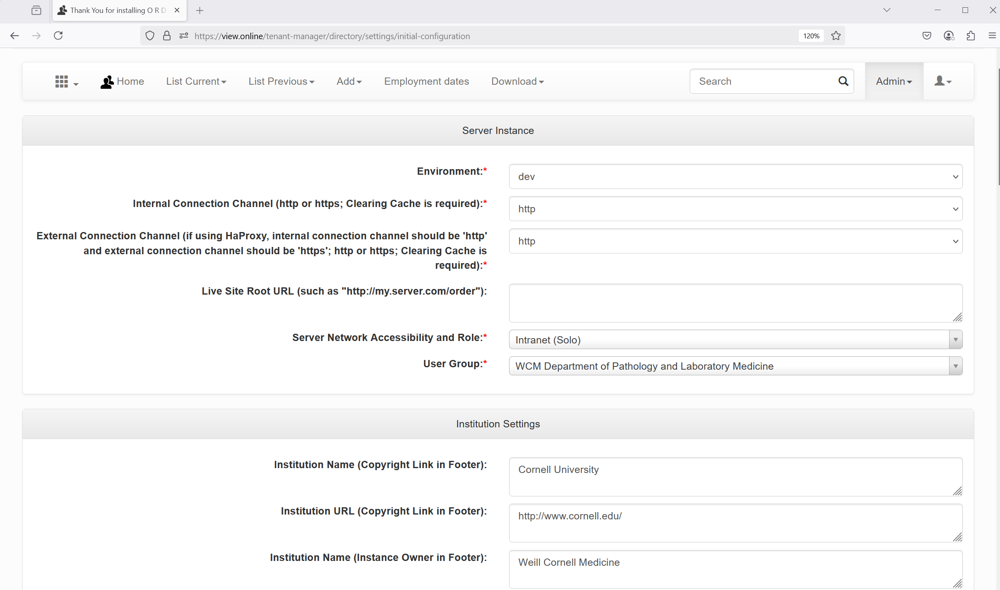 Thank You for installing O R D
https://view.online/tenant-manager/directory/settings/initial-configuration
120%
Home List Current List Previous Add Employment dates Download Search Admin
Server Instance
Environment:* dev
Internal Connection Channel (http or https; Clearing Cache is required):* http
External Connection Channel (if using HaProxy, internal connection channel should be 'http' http
and external connection channel should be 'https'; http or https; Clearing Cache is
required):*
Live Site Root URL (such as "http://my.server.com/order"):
Server Network Accessibility and Role:* Intranet (Solo)
User Group:* WCM Department of Pathology and Laboratory Medicine
Institution Settings
Institution Name (Copyright Link in Footer): Cornell University
Institution URL (Copyright Link in Footer): http://www.cornell.edu/
Institution Name (Instance Owner in Footer): Weill Cornell Medicine